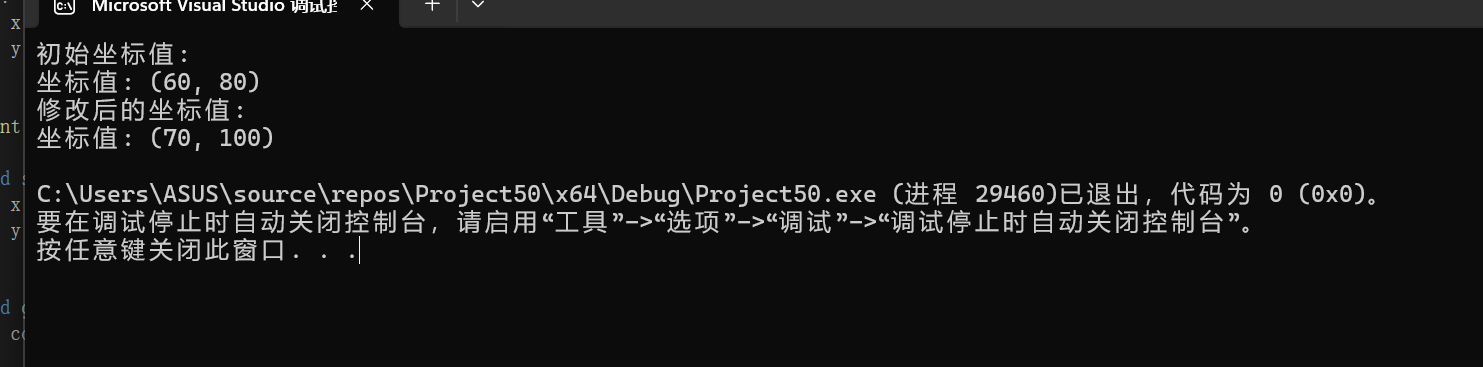 Microsoft Visual Studio 调试
x
y
初始坐标值:
坐标值: (60, 80)
修改后的坐标值:
nt
坐标值: (70, 100)
d s
C:\Users\ASUS\source\repos\Project50\x64\Debug\Project50.exe (进程 29460)已退出，代码为 0 (0x0)。
x
要在调试停止时自动关闭控制台，请启用“工具”->“选项”->“调试”->“调试停止时自动关闭控制台”。
y
按任意键关闭此窗口. . .
d
co